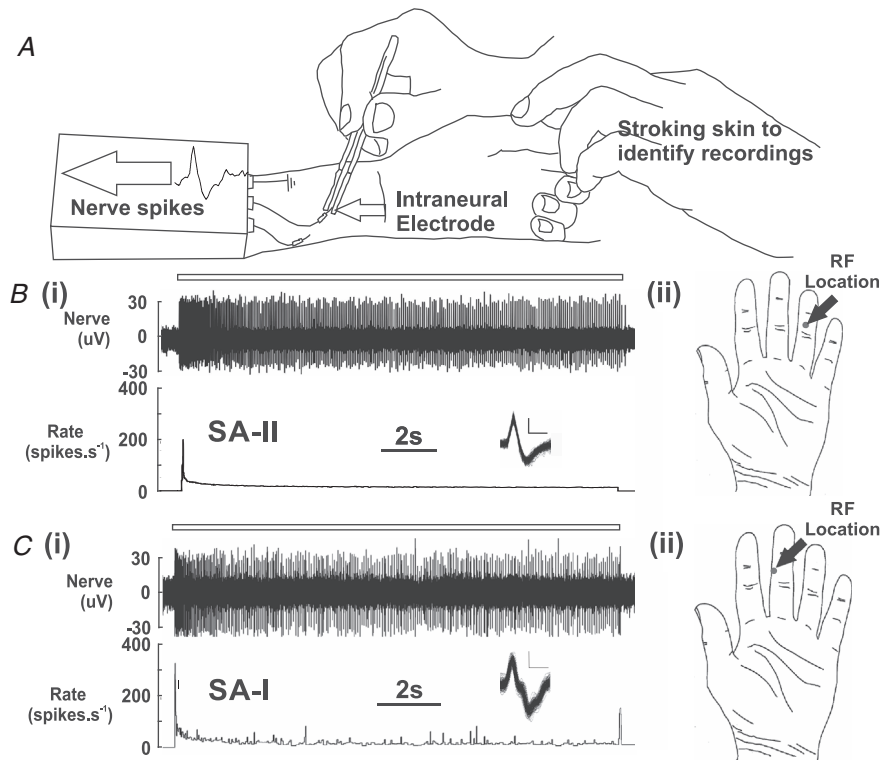 A
Stroking skin to
identify recordings
Nerve spikes
Intraneural
Electrode
B (i)
(ii)
RF
Location
Nerve
(uV)
30
0
-30
400
Rate
(spikes.s⁻¹)
200
0
SA-II
2s
C (i)
(ii)
RF
Location
Nerve
(uV)
30
0
-30
400
Rate
(spikes.s⁻¹)
200
0
SA-I
2s